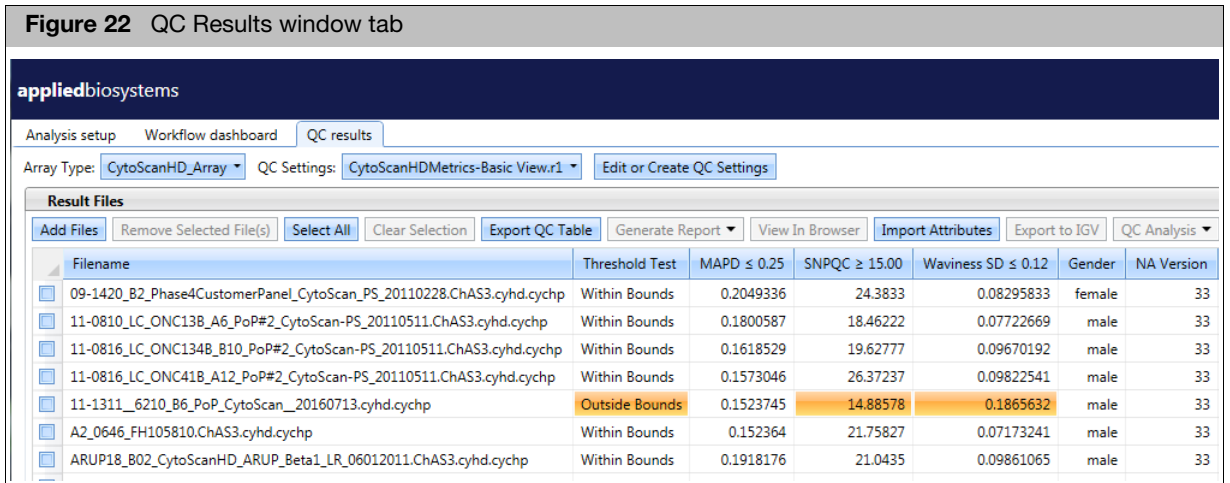 Figure 22 QC Results window tab
appliedbiosystems
Analysis setup Workflow dashboard QC results
Array Type: CytoScanHD_Array QC Settings: CytoScanHDMetrics-Basic View.r1 Edit or Create QC Settings
Result Files
Add Files Remove Selected File(s) Select All Clear Selection Export QC Table Generate Report View In Browser Import Attributes Export to IGV QC Analysis
Filename Threshold Test MAPD ≤ 0.25 SNPQC ≥ 15.00 Waviness SD ≤ 0.12 Gender NA Version
09-1420_B2_Phase4CustomerPanel_CytoScan_PS_20110228.ChAS3.cyhd.cychp Within Bounds 0.2049336 24.3833 0.08295833 female 33
11-0810_LC_ONC13B_A6_PoP#2_CytoScan-PS_20110511.ChAS3.cyhd.cychp Within Bounds 0.1800587 18.46222 0.07722669 male 33
11-0816_LC_ONC134B_B10_PoP#2_CytoScan-PS_20110511.ChAS3.cyhd.cychp Within Bounds 0.1618529 19.62777 0.09670192 male 33
11-0816_LC_ONC41B_A12_PoP#2_CytoScan-PS_20110511.ChAS3.cyhd.cychp Within Bounds 0.1573046 26.37237 0.09822541 male 33
11-1311__6210_B6_PoP_CytoScan__20160713.cyhd.cychp Outside Bounds 0.1523745 14.88578 0.1865632 male 33
A2_0646_FH105810.ChAS3.cyhd.cychp Within Bounds 0.152364 21.75827 0.07173241 male 33
ARUP18_B02_CytoScanHD_ARUP_Beta1_LR_06012011.ChAS3.cyhd.cychp Within Bounds 0.1918176 21.0435 0.09861065 male 33